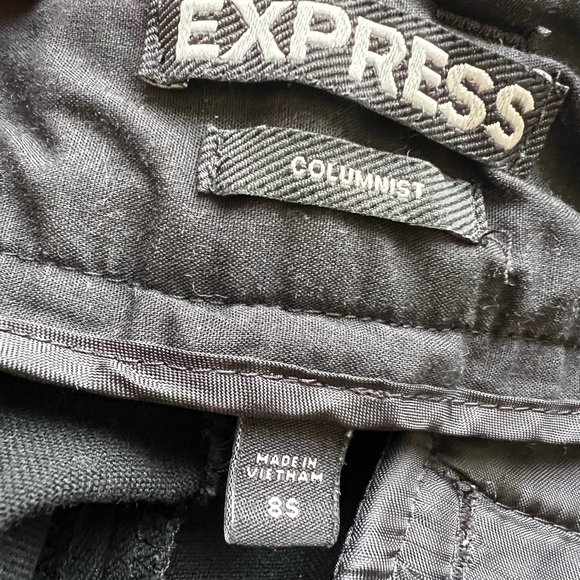 EXPRESS
COLUMNIST
MADE IN
VIETNAM
8S